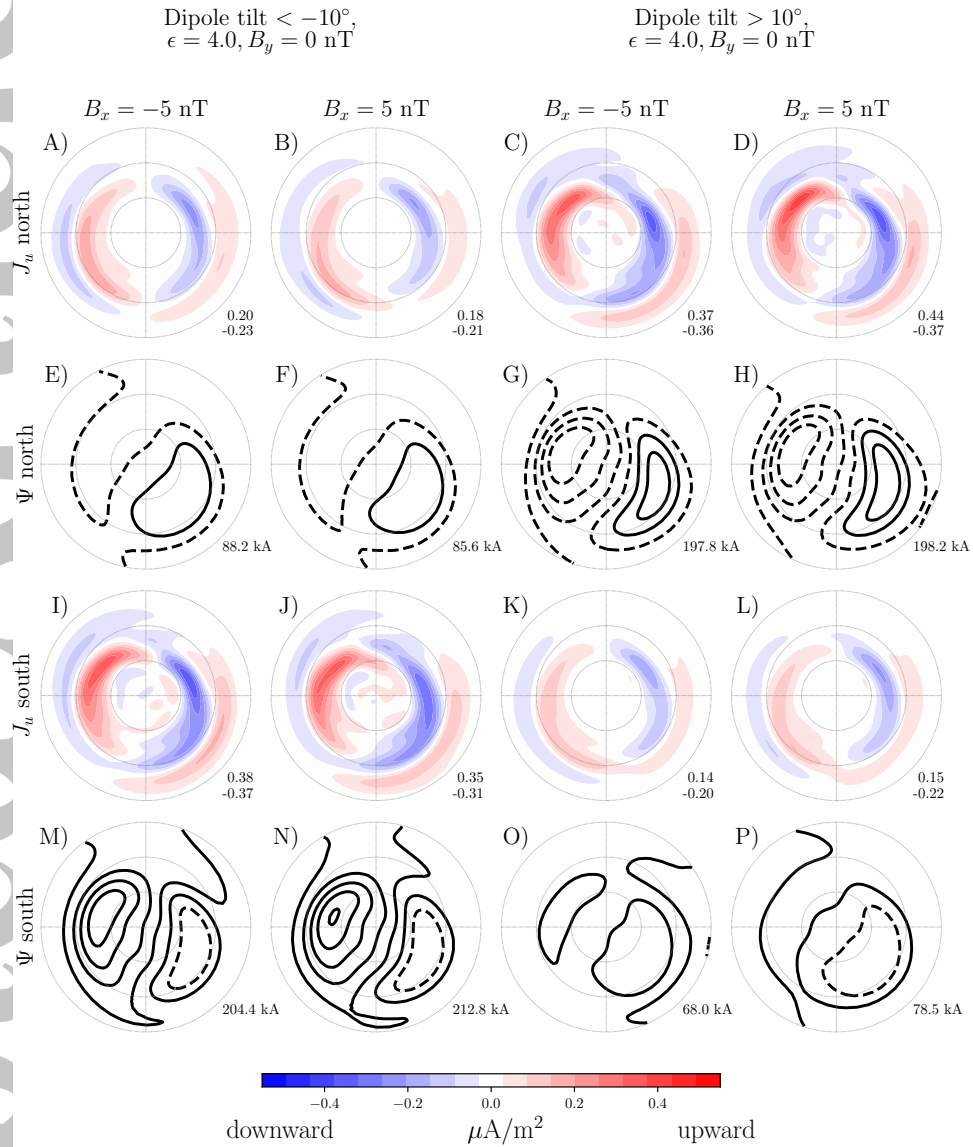 Dipole tilt < −10°,
ϵ = 4.0, B_y = 0 nT
Dipole tilt > 10°,
ϵ = 4.0, B_y = 0 nT
B_x = −5 nT
B_x = 5 nT
B_x = −5 nT
B_x = 5 nT
J_u north
A)
0.20
-0.23
B)
0.18
-0.21
C)
0.37
-0.36
D)
0.44
-0.37
Ψ north
E)
88.2 kA
F)
85.6 kA
G)
197.8 kA
H)
198.2 kA
J_u south
I)
0.38
-0.37
J)
0.35
-0.31
K)
0.14
-0.20
L)
0.15
-0.22
Ψ south
M)
204.4 kA
N)
212.8 kA
O)
68.0 kA
P)
78.5 kA
−0.4 −0.2 0.0 0.2 0.4
downward μA/m² upward